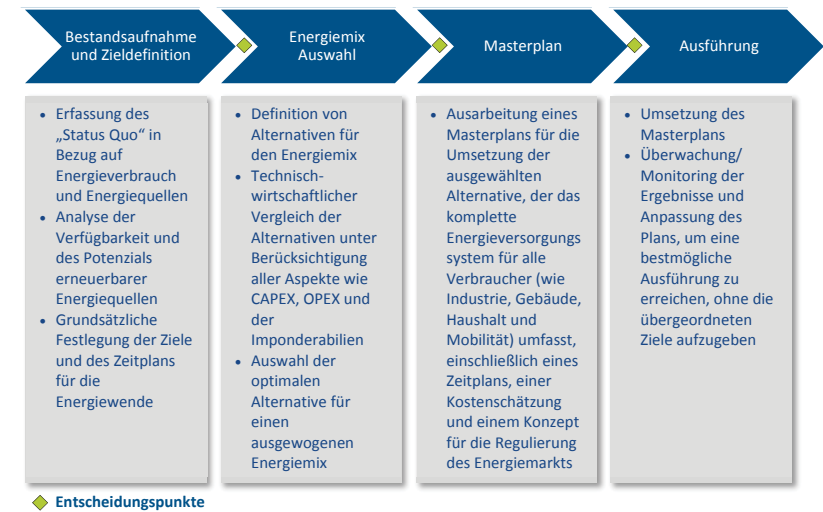 Bestandsaufnahme
und Zieldefinition
Energiemix
Auswahl
Masterplan
Ausführung
• Erfassung des
„Status Quo“ in
Bezug auf
Energieverbrauch
und Energiequellen
• Analyse der
Verfügbarkeit und
des Potenzials
erneuerbarer
Energiequellen
• Grundsätzliche
Festlegung der Ziele
und des Zeitplans
für die
Energiewende
• Definition von
Alternativen für
den Energiemix
• Technisch-
wirtschaftlicher
Vergleich der
Alternativen unter
Berücksichtigung
aller Aspekte wie
CAPEX, OPEX und
der
Imponderabilien
• Auswahl der
optimalen
Alternative für
einen
ausgewogenen
Energiemix
• Ausarbeitung eines
Masterplans für die
Umsetzung der
ausgewählten
Alternative, der das
komplette
Energieversorgungs
system für alle
Verbraucher (wie
Industrie, Gebäude,
Haushalt und
Mobilität) umfasst,
einschließlich eines
Zeitplans, einer
Kostenschätzung
und einem Konzept
für die Regulierung
des Energiemarkts
• Umsetzung des
Masterplans
• Überwachung/
Monitoring der
Ergebnisse und
Anpassung des
Plans, um eine
bestmögliche
Ausführung zu
erreichen, ohne die
übergeordneten
Ziele aufzugeben
Entscheidungspunkte